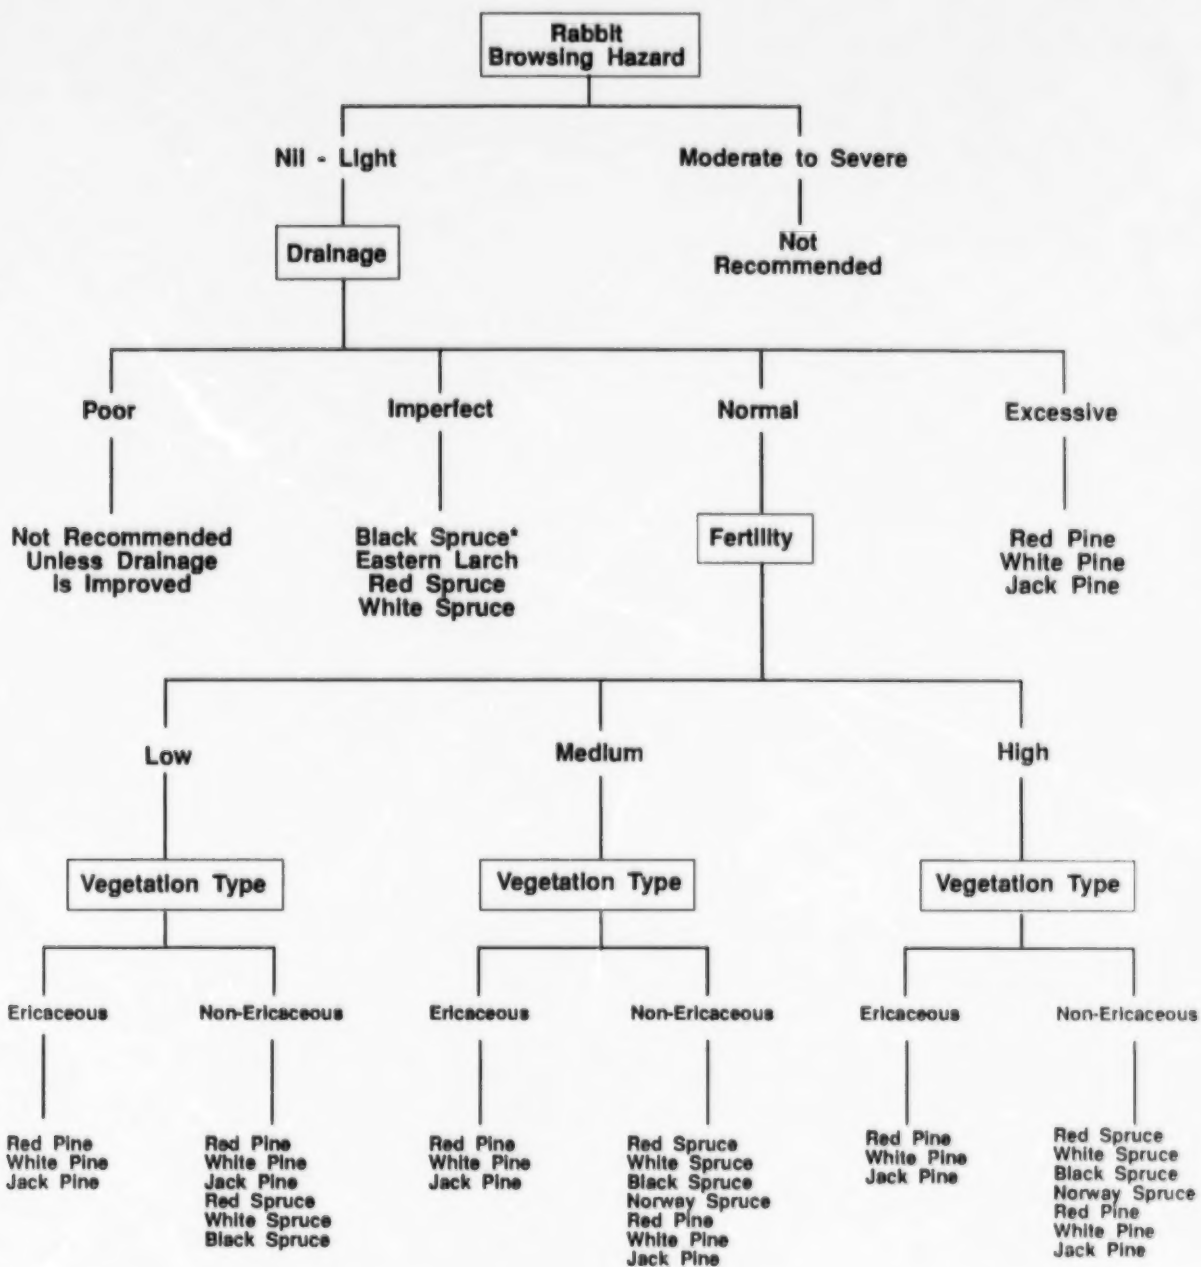 Rabbit
Browsing Hazard
Nil - Light
Moderate to Severe
Drainage
Not
Recommended
Poor
Imperfect
Normal
Excessive
Not Recommended
Unless Drainage
is Improved
Black Spruce*
Eastern Larch
Red Spruce
White Spruce
Fertility
Red Pine
White Pine
Jack Pine
Low
Medium
High
Vegetation Type
Vegetation Type
Vegetation Type
Ericaceous
Non-Ericaceous
Ericaceous
Non-Ericaceous
Ericaceous
Non-Ericaceous
Red Pine
White Pine
Jack Pine
Red Pine
White Pine
Jack Pine
Red Spruce
White Spruce
Black Spruce
Red Pine
White Pine
Jack Pine
Red Spruce
White Spruce
Black Spruce
Norway Spruce
Red Pine
White Pine
Jack Pine
Red Pine
White Pine
Jack Pine
Red Spruce
White Spruce
Black Spruce
Norway Spruce
Red Pine
White Pine
Jack Pine